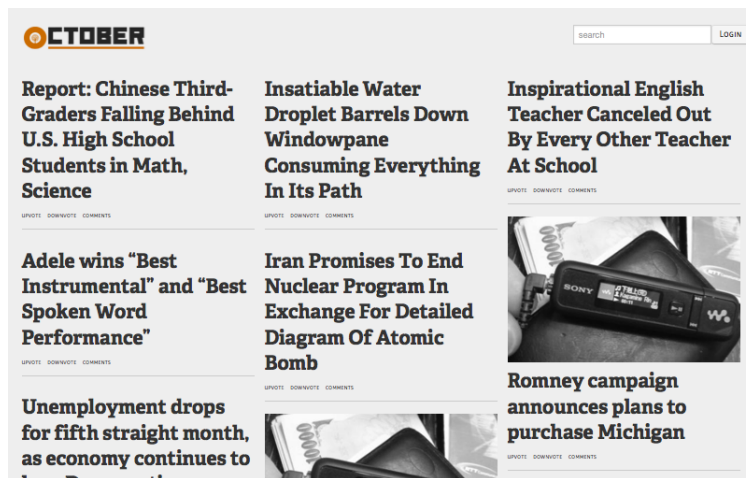 OCTOBER
search
LOGIN
Report: Chinese Third-
Graders Falling Behind
U.S. High School
Students in Math,
Science
UPVOTE DOWNVOTE COMMENTS
Adele wins “Best
Instrumental” and “Best
Spoken Word
Performance”
UPVOTE DOWNVOTE COMMENTS
Unemployment drops
for fifth straight month,
as economy continues to
Insatiable Water
Droplet Barrels Down
Windowpane
Consuming Everything
In Its Path
UPVOTE DOWNVOTE COMMENTS
Iran Promises To End
Nuclear Program In
Exchange For Detailed
Diagram Of Atomic
Bomb
UPVOTE DOWNVOTE COMMENTS
Inspirational English
Teacher Canceled Out
By Every Other Teacher
At School
UPVOTE DOWNVOTE COMMENTS
SONY
Romney campaign
announces plans to
purchase Michigan
UPVOTE DOWNVOTE COMMENTS